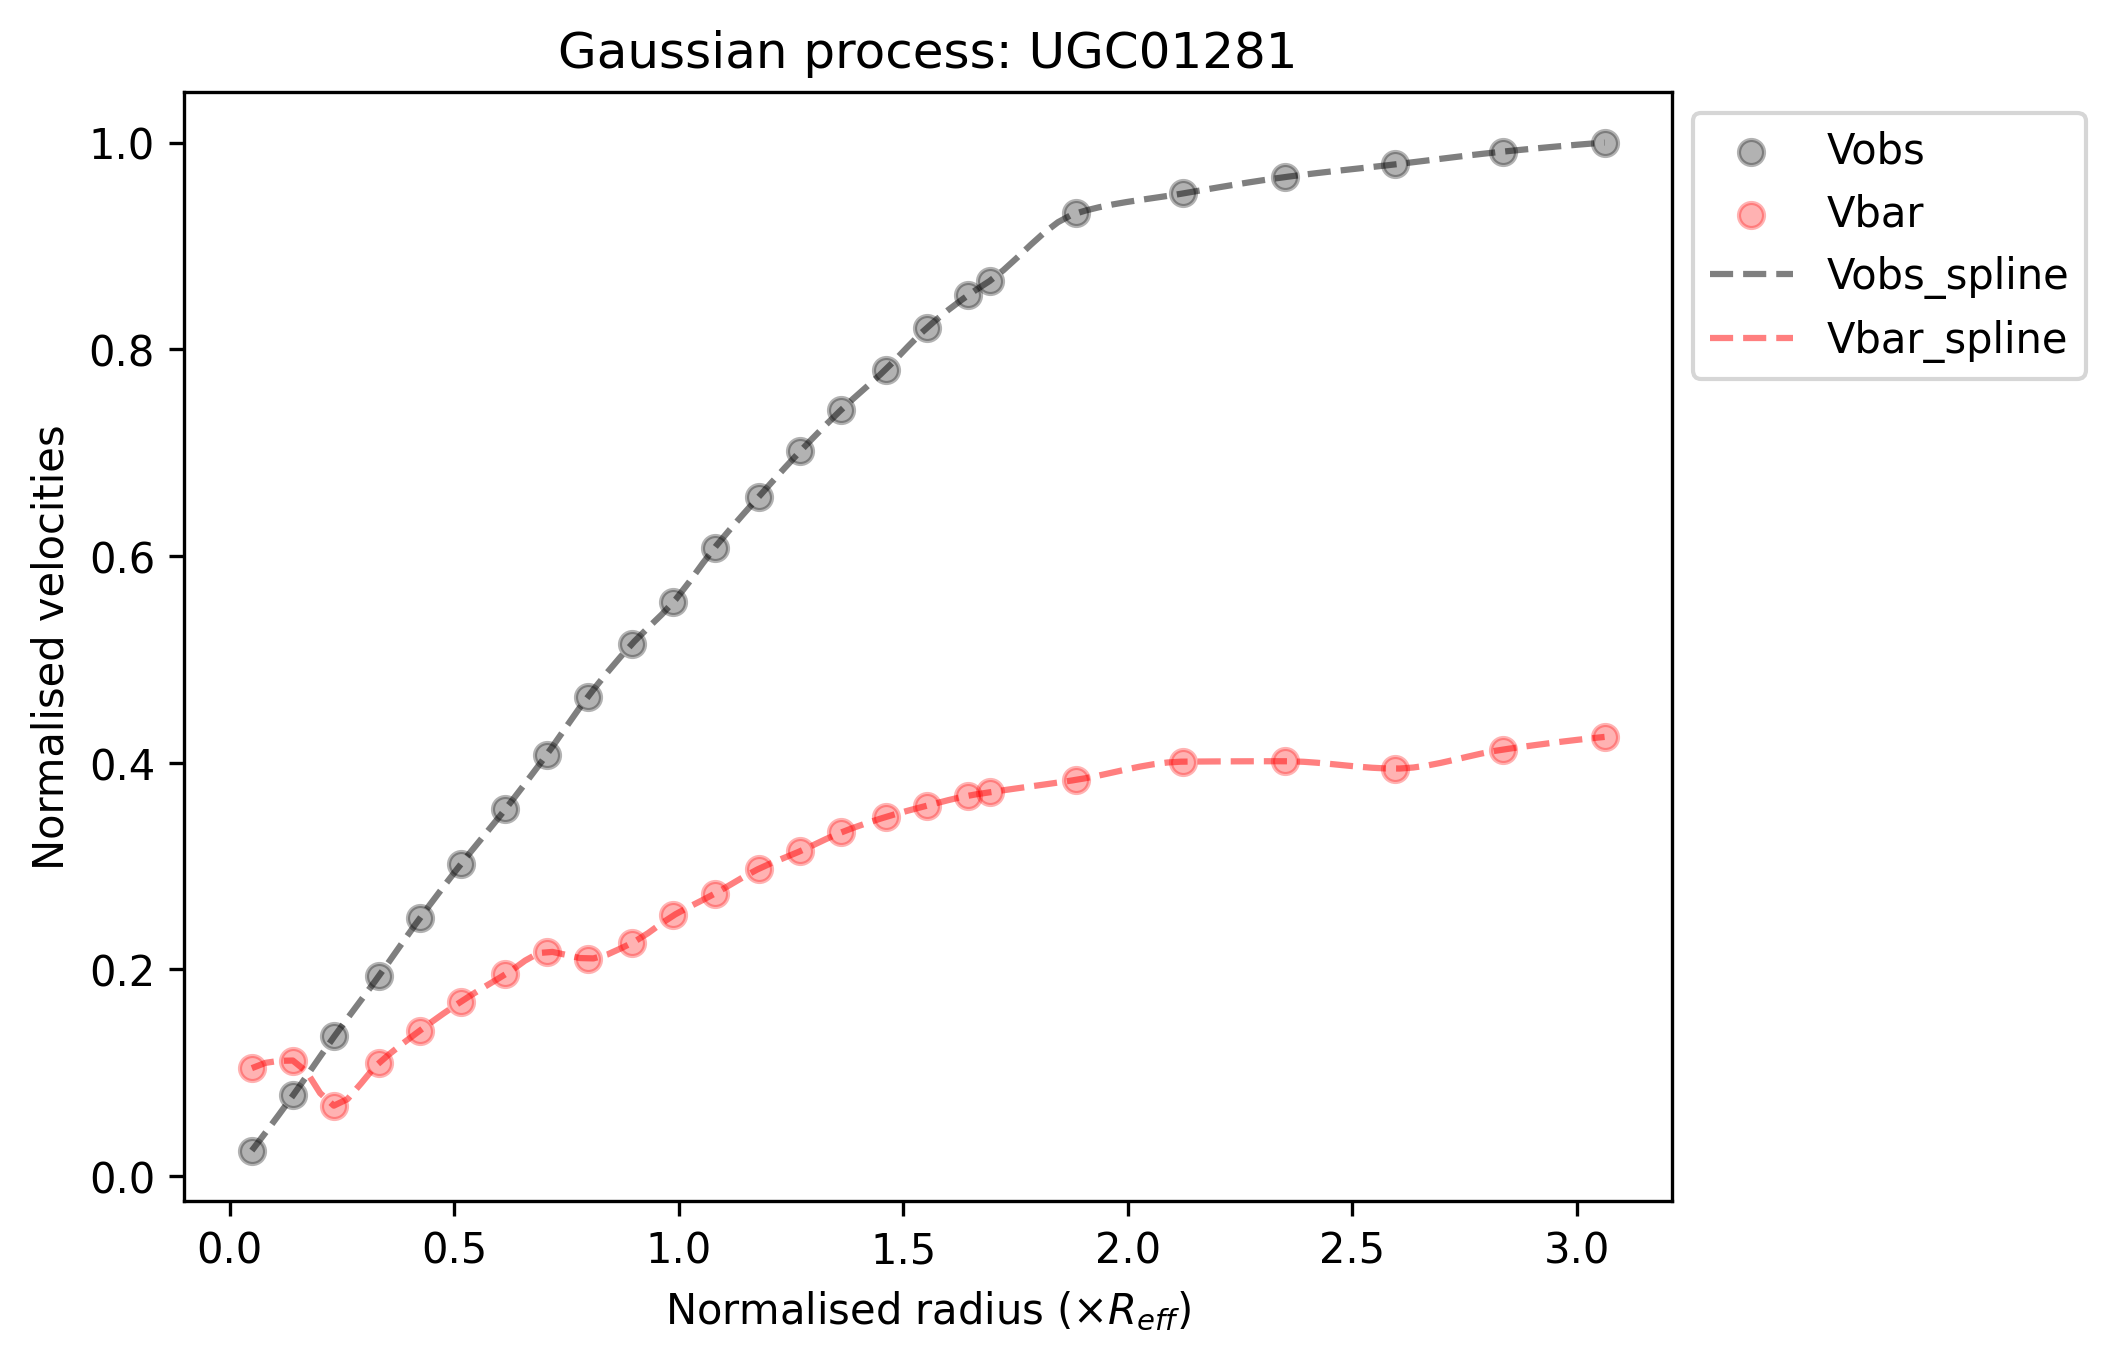 Gaussian process: UGC01281
Normalised velocities
1.0
0.8
0.6
0.4
0.2
0.0
0.0 0.5 1.0 1.5 2.0 2.5 3.0
Normalised radius (×R_eff)
Vobs
Vbar
Vobs_spline
Vbar_spline